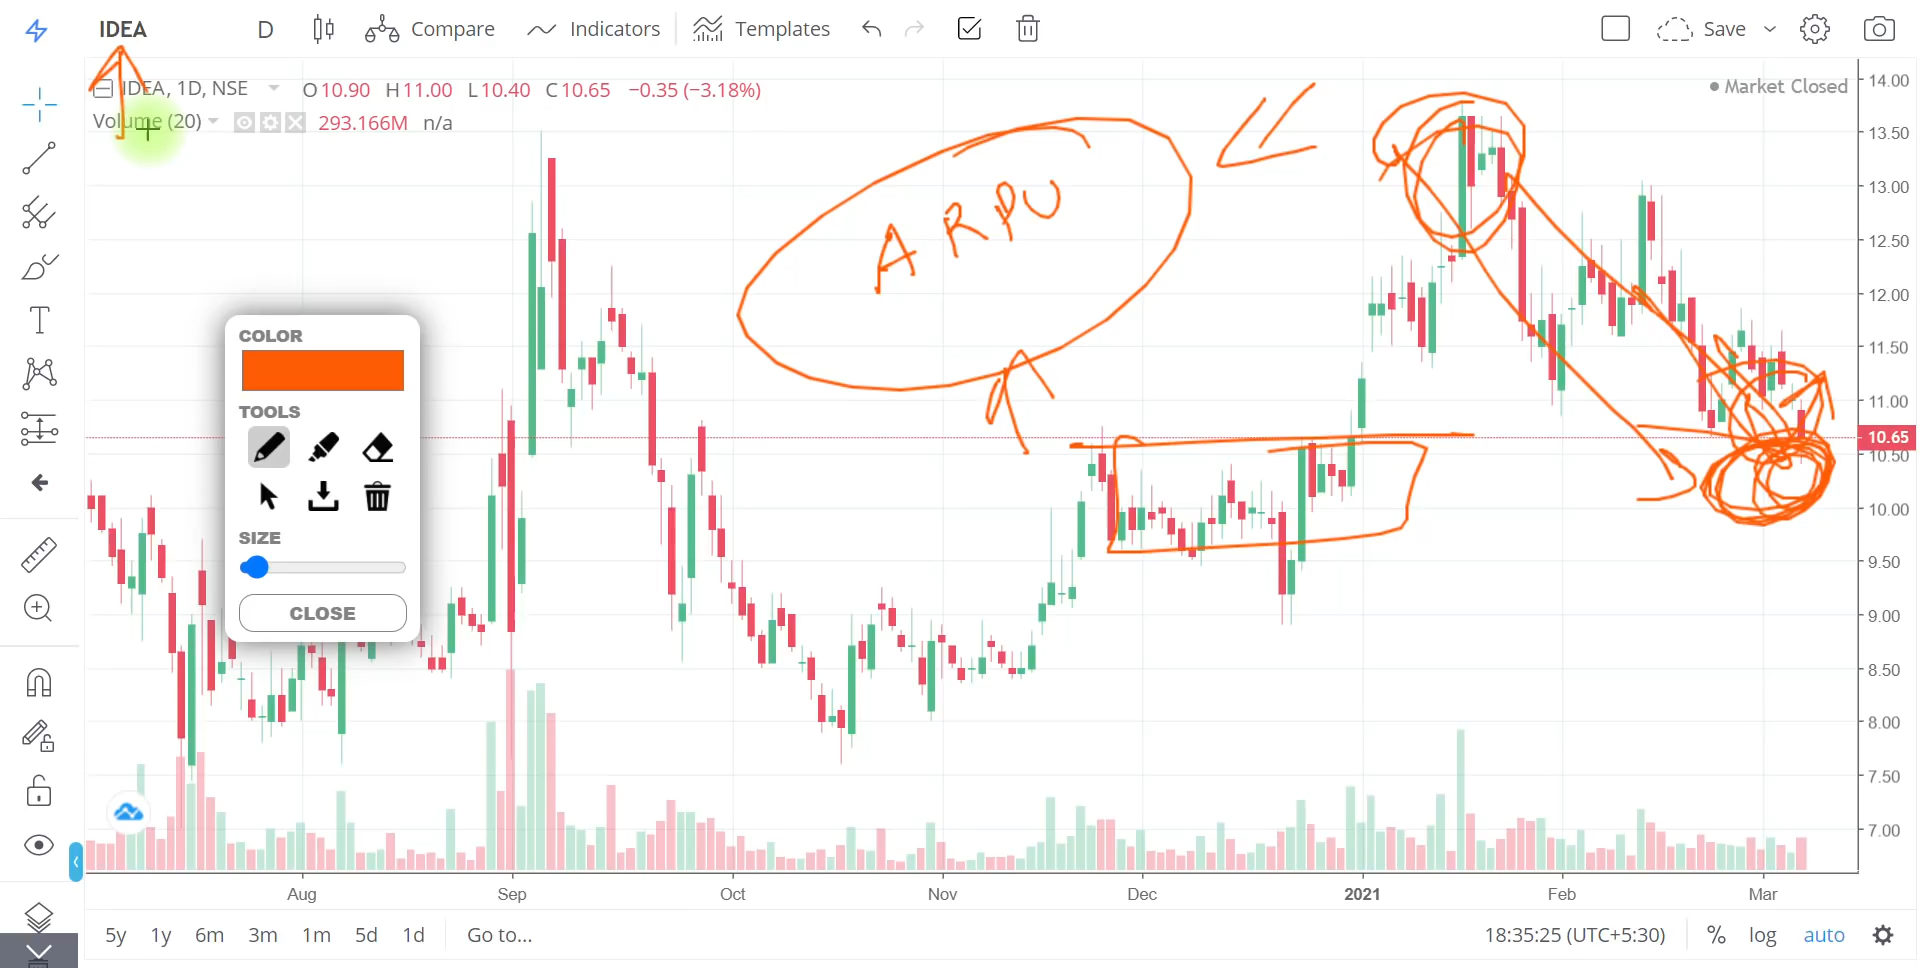 IDEA D Compare Indicators Templates Save
IDEA, 1D, NSE O10.90 H11.00 L10.40 C10.65 −0.35 (−3.18%)
Market Closed
Volume (20) 293.166M n/a
ARPU
COLOR
TOOLS
SIZE
CLOSE
14.00
13.50
13.00
12.50
12.00
11.50
11.00
10.65
10.50
10.00
9.50
9.00
8.50
8.00
7.50
7.00
Aug Sep Oct Nov Dec 2021 Feb Mar
5y 1y 6m 3m 1m 5d 1d Go to... 18:35:25 (UTC+5:30) % log auto